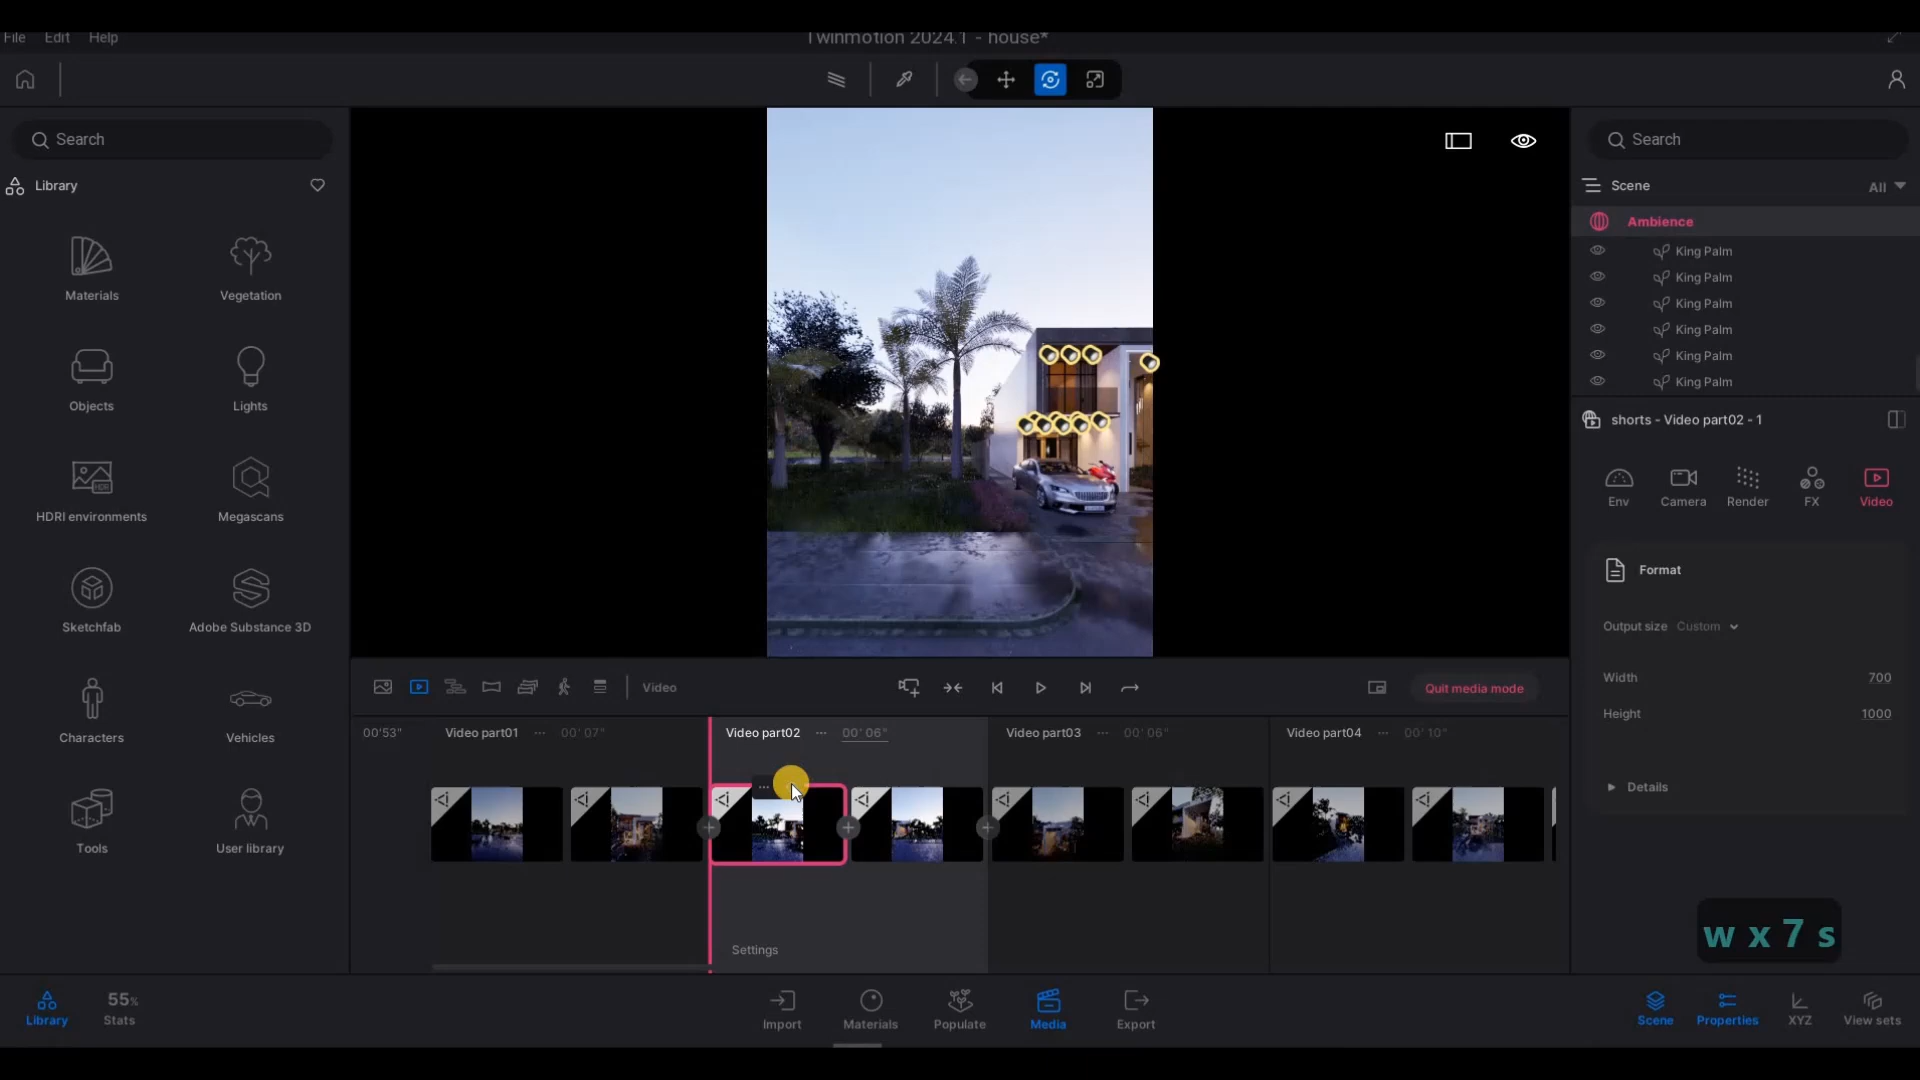 File Edit Help
Twinmotion 2024.1 - house*
Search
Library
Materials
Vegetation
Objects
Lights
HDRI environments
Megascans
Sketchfab
Adobe Substance 3D
Characters
Vehicles
Tools
User library
Search
Scene
All
Ambience
King Palm
King Palm
King Palm
King Palm
King Palm
King Palm
shorts - Video part02 - 1
Env
Camera
Render
FX
Video
Format
Output size Custom
Width 700
Height 1000
Details
Video
Quit media mode
00'53"
Video part01 ... 00' 07"
Video part02 ... 00' 06"
Video part03 ... 00' 06"
Video part04 ... 00' 10"
Settings
w x 7 s
Library
55%
Stats
Import
Materials
Populate
Media
Export
Scene
Properties
XYZ
View sets